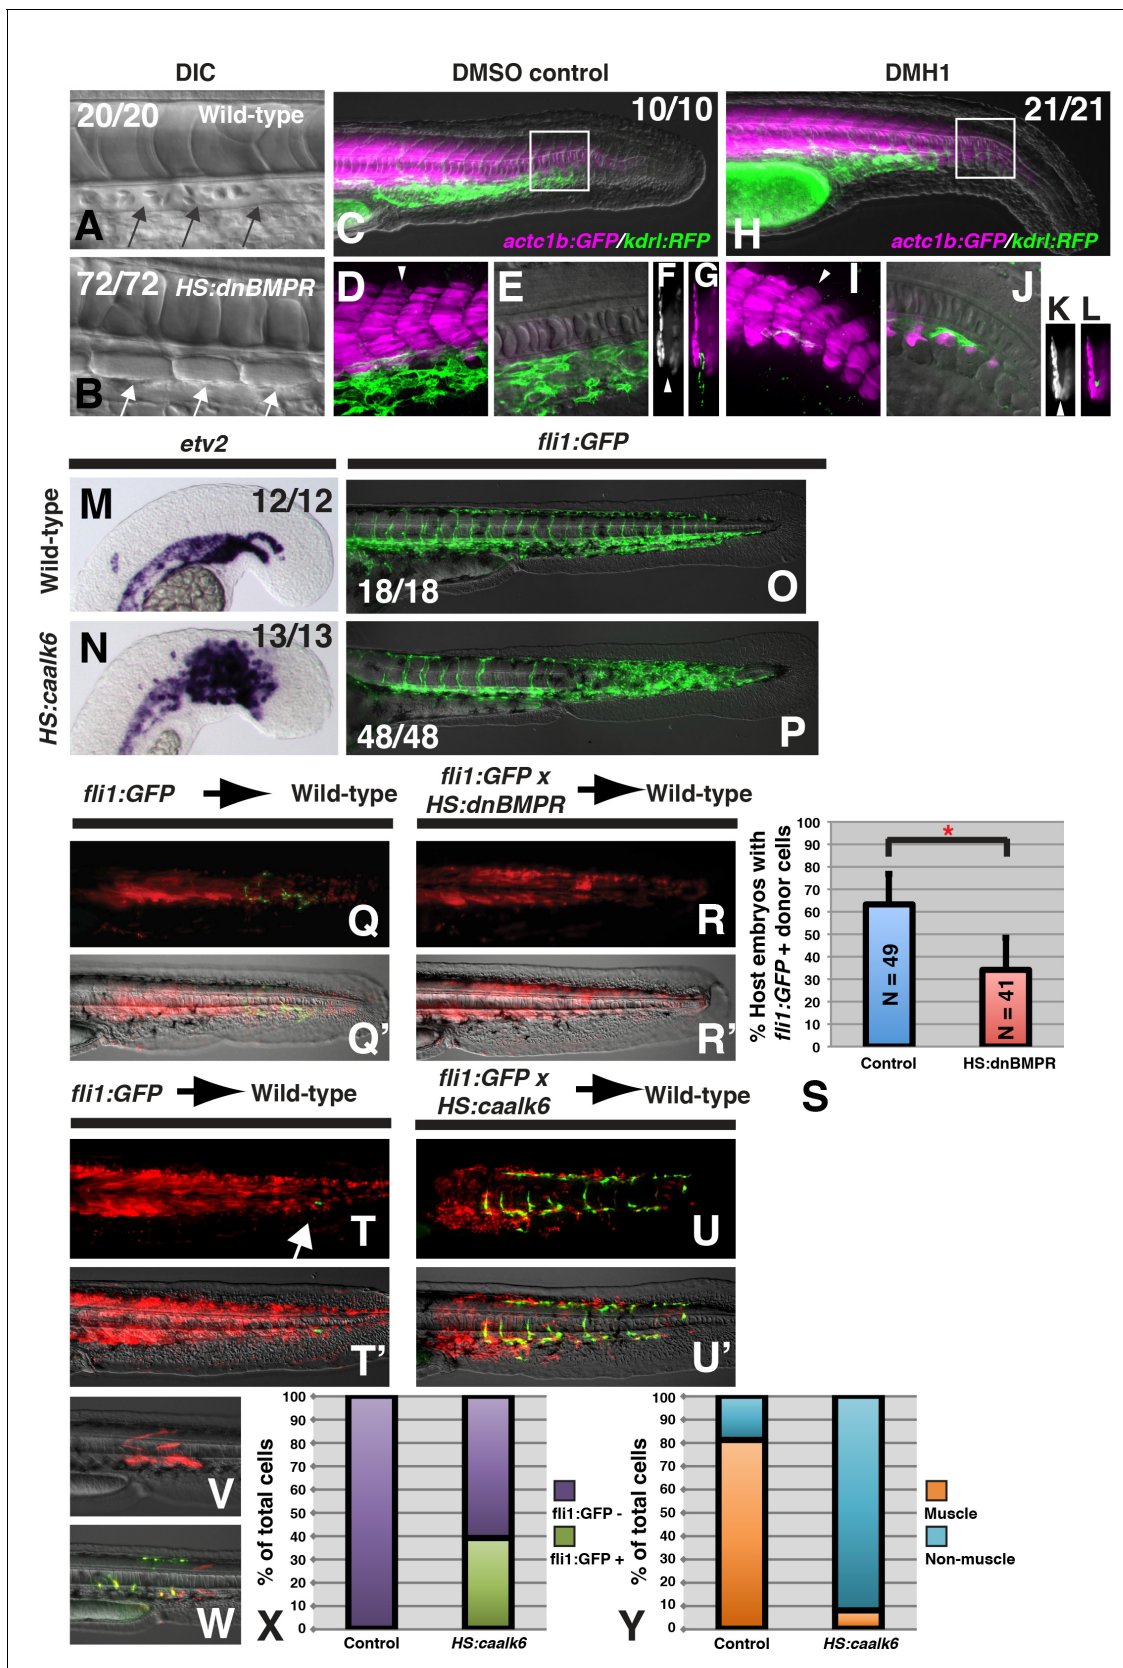 DIC
DMSO control
DMH1
20/20 Wild-type
A
72/72 HS:dnBMPR
B
10/10
C
actc1b:GFP/kdrl:RFP
21/21
H
actc1b:GFP/kdrl:RFP
D
E
F
G
I
J
K
L
etv2
fli1:GFP
Wild-type
M
12/12
18/18
O
HS:caalk6
N
13/13
48/48
P
fli1:GFP
Wild-type
fli1:GFP x
HS:dnBMPR
Wild-type
Q
R
Q'
R'
% Host embryos with
fli1:GFP + donor cells
100
90
80
70
60
50
40
30
20
10
0
*
N = 49
N = 41
Control
HS:dnBMPR
S
fli1:GFP
Wild-type
fli1:GFP x
HS:caalk6
Wild-type
T
U
T'
U'
V
W
X
% of total cells
100
90
80
70
60
50
40
30
20
10
0
Control
HS:caalk6
fli1:GFP -
fli1:GFP +
Y
% of total cells
100
90
80
70
60
50
40
30
20
10
0
Control
HS:caalk6
Muscle
Non-muscle